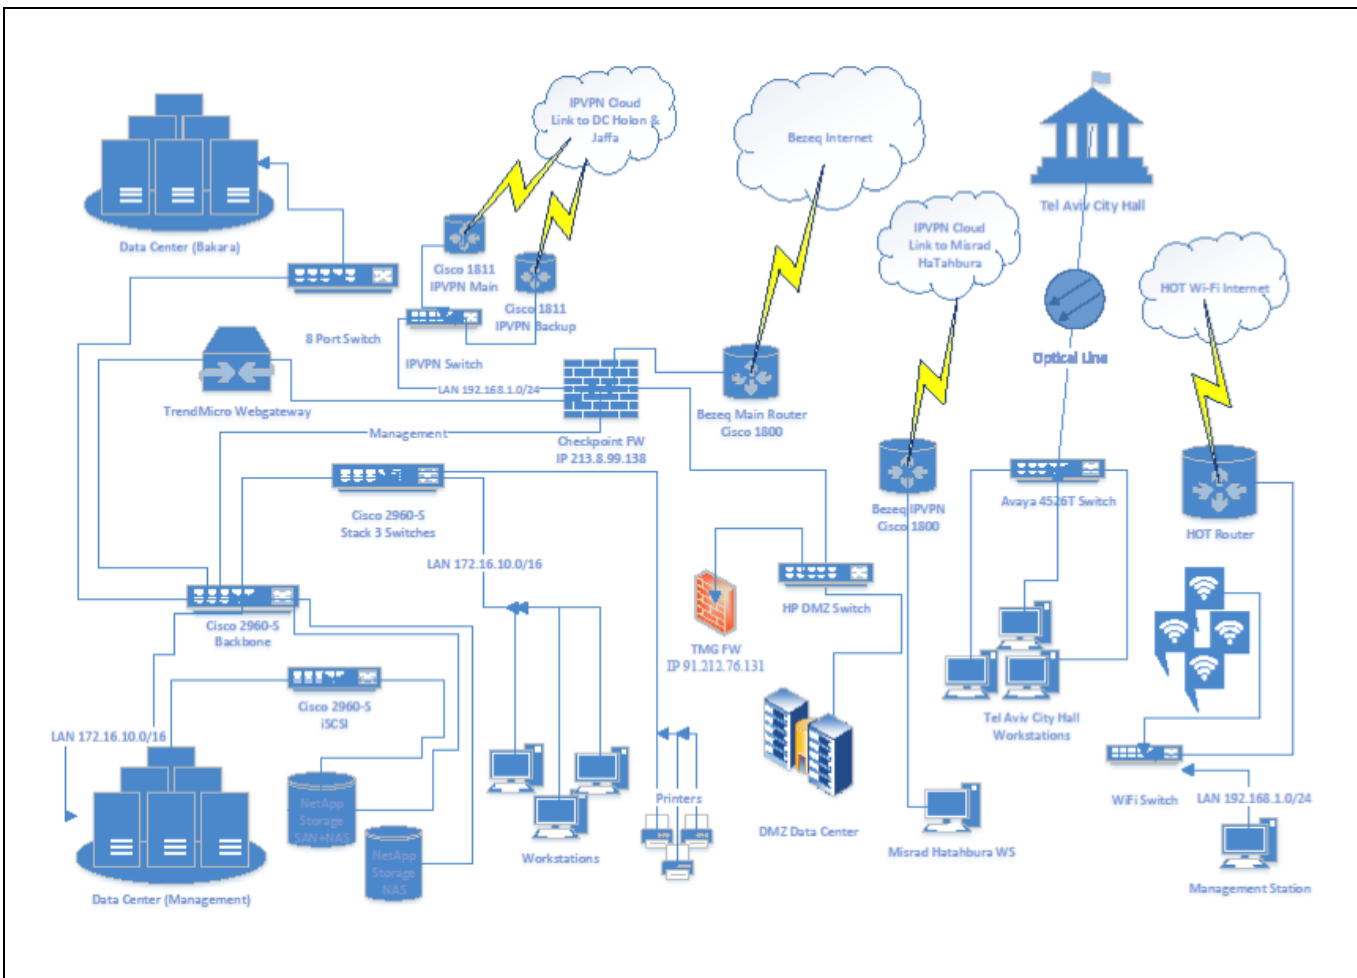 IPVPN Cloud
Link to DC Holon &
Jaffa
Bezeq Internet
Tel Aviv City Hall
IPVPN Cloud
Link to Misrad
HaTahbura
Data Center (Bakara)
Cisco 1811
IPVPN Main
Cisco 1811
IPVPN Backup
HOT Wi-Fi Internet
8 Port Switch
IPVPN Switch
Optical Line
LAN 192.168.1.0/24
TrendMicro Webgateway
Bezeq Main Router
Cisco 1800
Management
Checkpoint FW
IP 213.8.99.138
Cisco 2960-S
Stack 3 Switches
Bezeq IPVPN
Cisco 1800
Avaya 4526T Switch
HOT Router
LAN 172.16.10.0/16
HP DMZ Switch
Cisco 2960-S
Backbone
TMG FW
IP 91.212.76.131
Cisco 2960-S
iSCSI
Tel Aviv City Hall
Workstations
LAN 172.16.10.0/16
NetApp
Storage
SAN+NAS
Printers
WiFi Switch
LAN 192.168.1.0/24
DMZ Data Center
Workstations
NetApp
Storage
NAS
Misrad Hatahbura WS
Management Station
Data Center (Management)